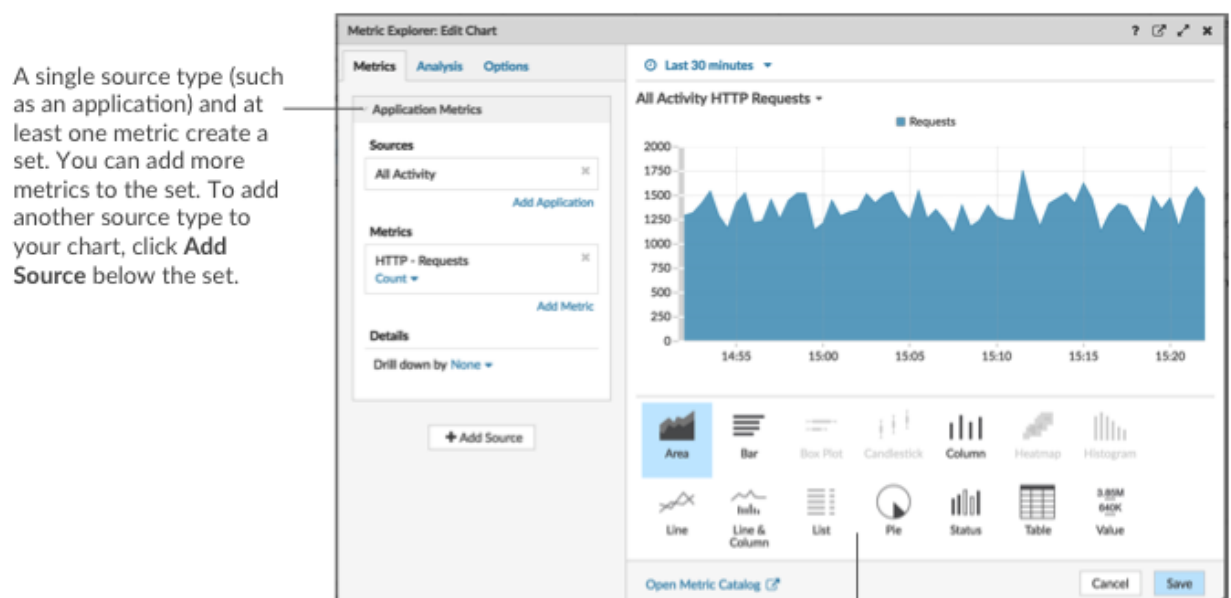 A single source type (such
as an application) and at
least one metric create a
set. You can add more
metrics to the set. To add
another source type to
your chart, click Add
Source below the set.
Metric Explorer: Edit Chart
?
Metrics Analysis Options
Application Metrics
Sources
All Activity
Add Application
Metrics
HTTP - Requests
Count
Add Metric
Details
Drill down by None
+ Add Source
Last 30 minutes
All Activity HTTP Requests
Requests
2000
1750
1500
1250
1000
750
500
250
0
14:55 15:00 15:05 15:10 15:15 15:20
Area Bar Box Plot Candlestick Column Heatmap Histogram
3.85M
640K
Line Line & Column List Pie Status Table Value
Open Metric Catalog
Cancel Save